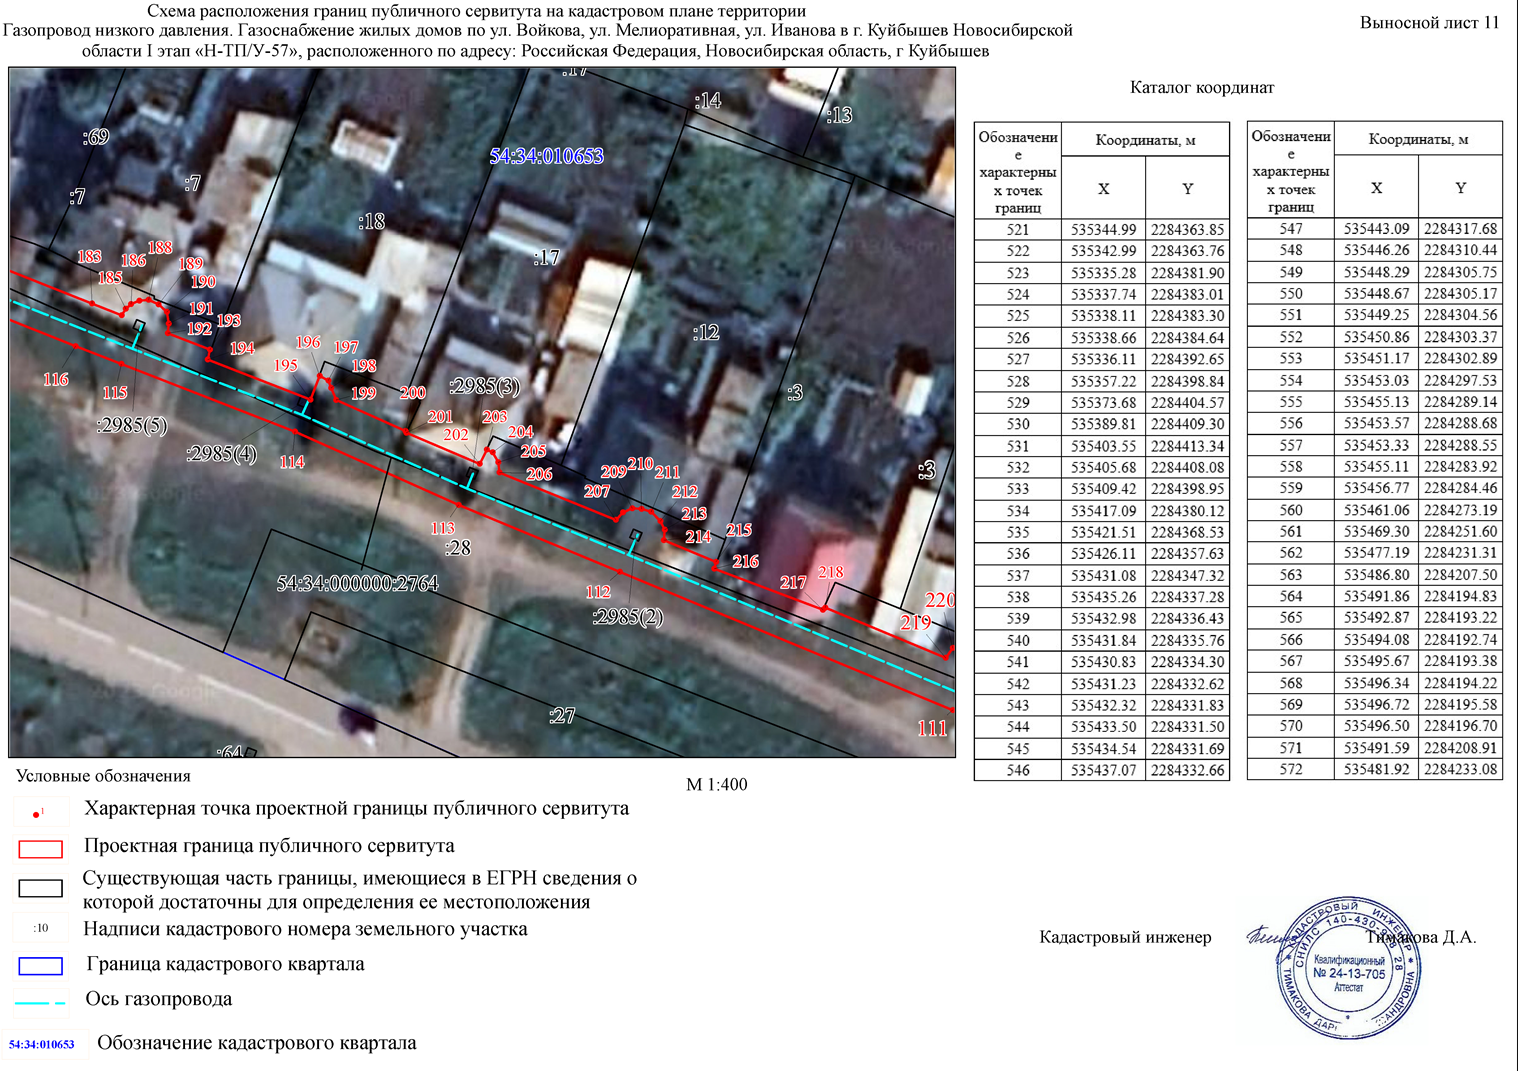 Схема расположения границ публичного сервитута на кадастровом плане территории
Газопровод низкого давления. Газоснабжение жилых домов по ул. Войкова, ул. Мелиоративная, ул. Иванова в г. Куйбышев Новосибирской
области I этап «Н-ТП/У-57», расположенного по адресу: Российская Федерация, Новосибирская область, г Куйбышев
Выносной лист 11
:17
:14
:13
:69
54:34:010653
:7
:7
:18
:17
:12
:3
:3
183
185
186
188
189
190
191
192
193
194
195
196
197
198
199
200
:2985(3)
201
202
203
204
205
206
207
209
210
211
212
213
214
215
216
217
218
219
220
116
115
:2985(5)
:2985(4)
114
113
:28
54:34:000000:2764
112
:2985(2)
111
:27
:64
Каталог координат
Обозначени
е
характерны
х точек
границ
Координаты, м
X Y
521 535344.99 2284363.85
522 535342.99 2284363.76
523 535335.28 2284381.90
524 535337.74 2284383.01
525 535338.11 2284383.30
526 535338.66 2284384.64
527 535336.11 2284392.65
528 535357.22 2284398.84
529 535373.68 2284404.57
530 535389.81 2284409.30
531 535403.55 2284413.34
532 535405.68 2284408.08
533 535409.42 2284398.95
534 535417.09 2284380.12
535 535421.51 2284368.53
536 535426.11 2284357.63
537 535431.08 2284347.32
538 535435.26 2284337.28
539 535432.98 2284336.43
540 535431.84 2284335.76
541 535430.83 2284334.30
542 535431.23 2284332.62
543 535432.32 2284331.83
544 535433.50 2284331.50
545 535434.54 2284331.69
546 535437.07 2284332.66
Обозначени
е
характерны
х точек
границ
Координаты, м
X Y
547 535443.09 2284317.68
548 535446.26 2284310.44
549 535448.29 2284305.75
550 535448.67 2284305.17
551 535449.25 2284304.56
552 535450.86 2284303.37
553 535451.17 2284302.89
554 535453.03 2284297.53
555 535455.13 2284289.14
556 535453.57 2284288.68
557 535453.33 2284288.55
558 535455.11 2284283.92
559 535456.77 2284284.46
560 535461.06 2284273.19
561 535469.30 2284251.60
562 535477.19 2284231.31
563 535486.80 2284207.50
564 535491.86 2284194.83
565 535492.87 2284193.22
566 535494.08 2284192.74
567 535495.67 2284193.38
568 535496.34 2284194.22
569 535496.72 2284195.58
570 535496.50 2284196.70
571 535491.59 2284208.91
572 535481.92 2284233.08
Условные обозначения
М 1:400
1
Характерная точка проектной границы публичного сервитута
Проектная граница публичного сервитута
Существующая часть границы, имеющиеся в ЕГРН сведения о
которой достаточны для определения ее местоположения
:10
Надписи кадастрового номера земельного участка
Граница кадастрового квартала
Ось газопровода
54:34:010653
Обозначение кадастрового квартала
Кадастровый инженер
Тимакова Д.А.
КАДАСТРОВЫЙ ИНЖЕНЕР
СНИЛС 140-430-
28
Квалификационный
№ 24-13-705
Аттестат
ТИМАКОВА